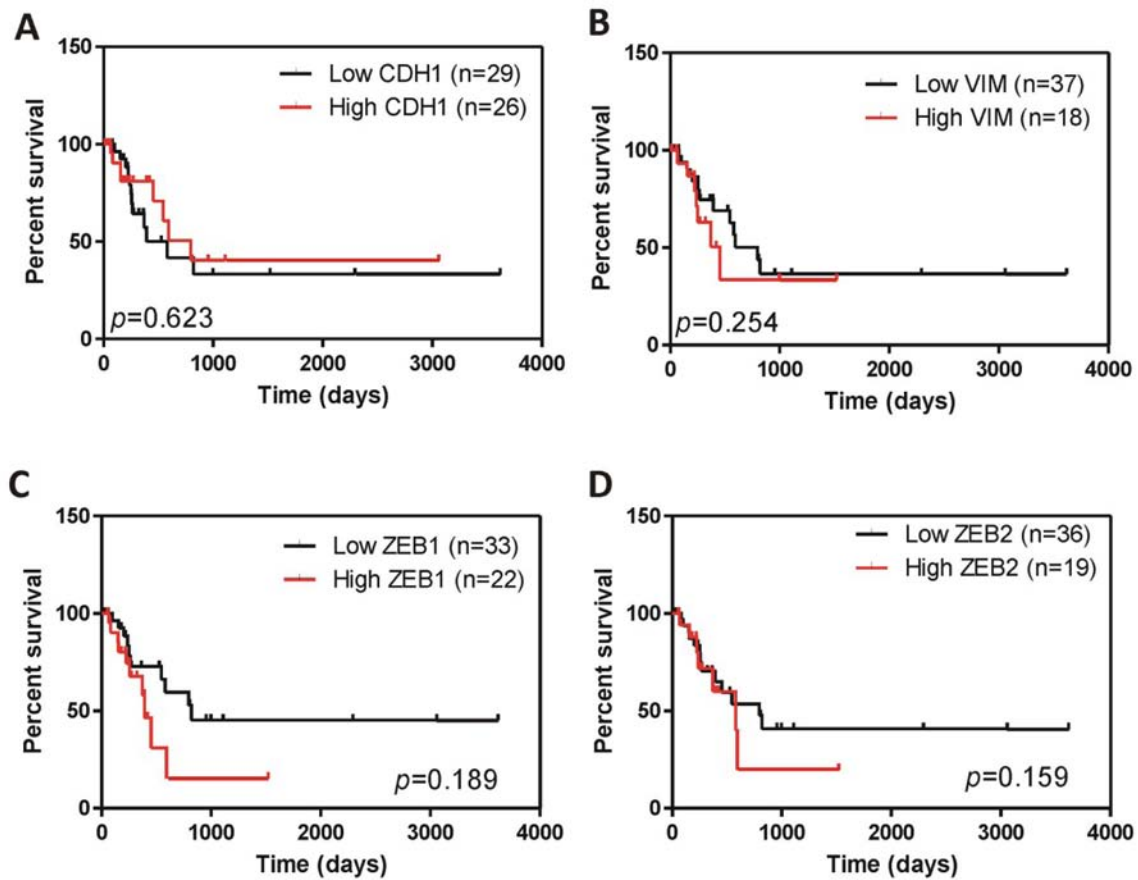 A
150
100
50
0
Percent survival
Low CDH1 (n=29)
High CDH1 (n=26)
p=0.623
0 1000 2000 3000 4000
Time (days)
B
150
100
50
0
Percent survival
Low VIM (n=37)
High VIM (n=18)
p=0.254
0 1000 2000 3000 4000
Time (days)
C
150
100
50
0
Percent survival
Low ZEB1 (n=33)
High ZEB1 (n=22)
p=0.189
0 1000 2000 3000 4000
Time (days)
D
150
100
50
0
Percent survival
Low ZEB2 (n=36)
High ZEB2 (n=19)
p=0.159
0 1000 2000 3000 4000
Time (days)